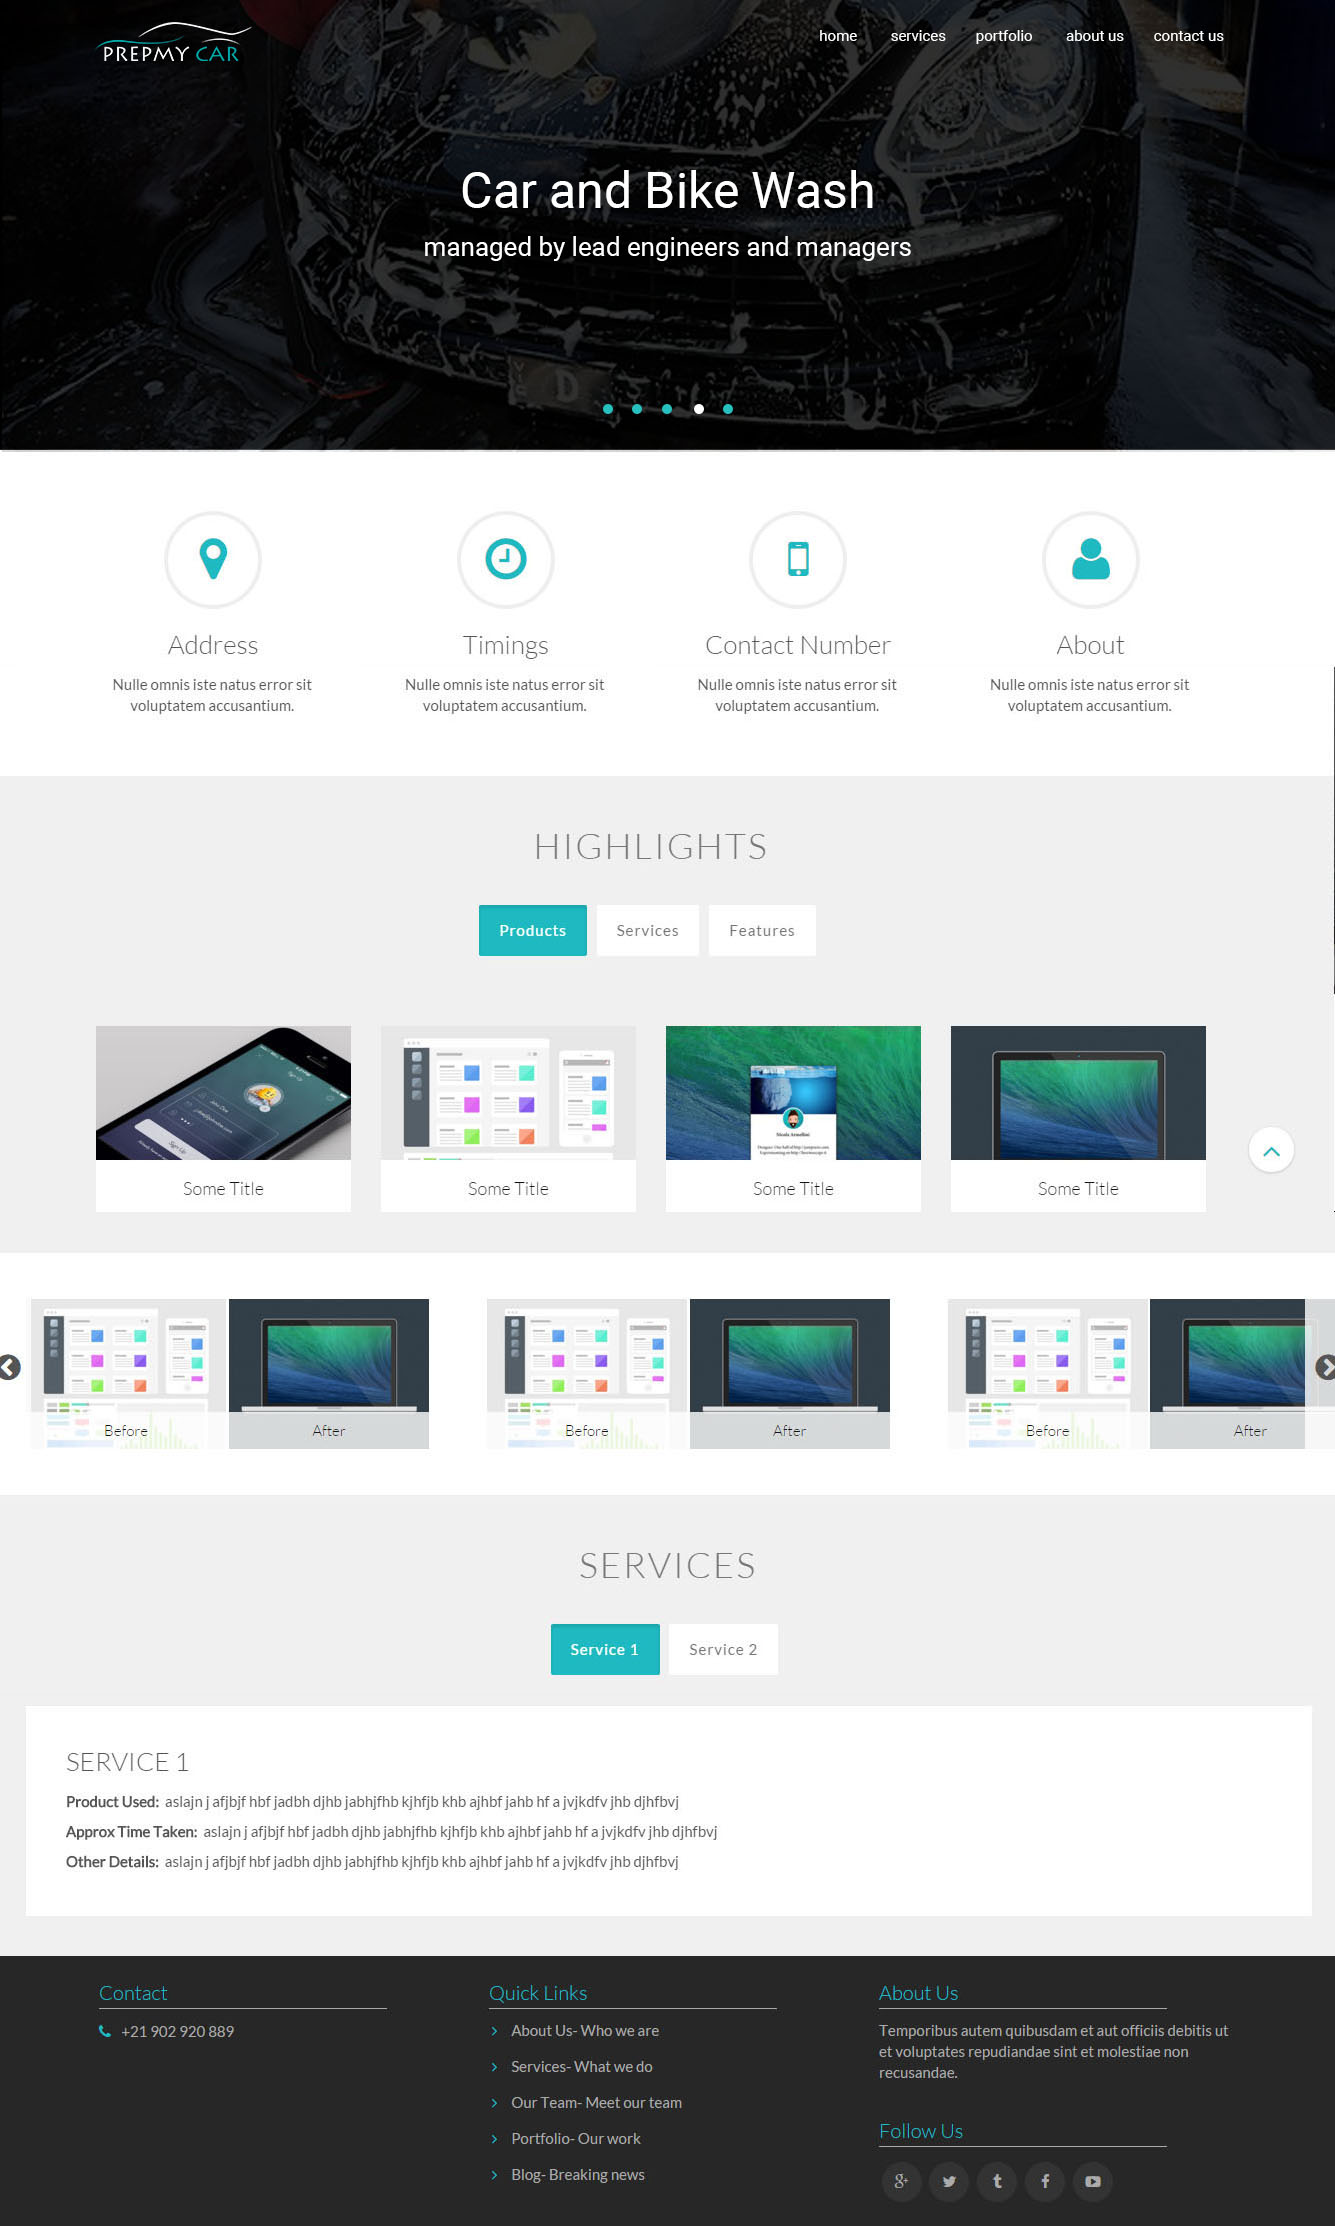 PREPMY CAR
home services portfolio about us contact us
Car and Bike Wash
managed by lead engineers and managers
Address
Nulle omnis iste natus error sit
voluptatem accusantium.
Timings
Nulle omnis iste natus error sit
voluptatem accusantium.
Contact Number
Nulle omnis iste natus error sit
voluptatem accusantium.
About
Nulle omnis iste natus error sit
voluptatem accusantium.
HIGHLIGHTS
Products Services Features
Sign Up
John Doe
Sign Up
Some Title
Some Title
Some Title
Some Title
Before After Before After Before After
SERVICES
Service 1 Service 2
SERVICE 1
Product Used: aslajn j afjbjf hbf jadbh djhb jabhjfhb kjhfjb khb ajhbf jahb hf a jvjkdfv jhb djhfbvj
Approx Time Taken: aslajn j afjbjf hbf jadbh djhb jabhjfhb kjhfjb khb ajhbf jahb hf a jvjkdfv jhb djhfbvj
Other Details: aslajn j afjbjf hbf jadbh djhb jabhjfhb kjhfjb khb ajhbf jahb hf a jvjkdfv jhb djhfbvj
Contact
+21 902 920 889
Quick Links
About Us- Who we are
Services- What we do
Our Team- Meet our team
Portfolio- Our work
Blog- Breaking news
About Us
Temporibus autem quibusdam et aut officiis debitis ut
et voluptates repudiandae sint et molestiae non
recusandae.
Follow Us